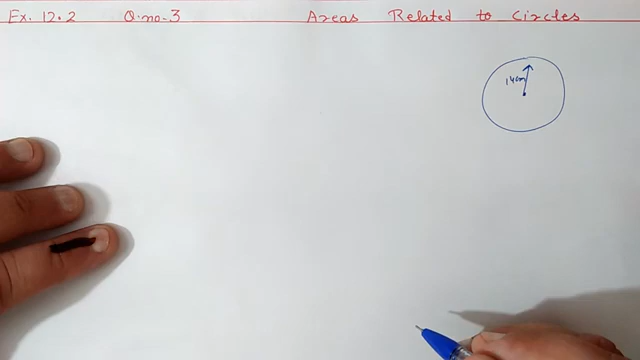 Ex. 12.2 Q.no.3 Areas Related to Circles
14cm